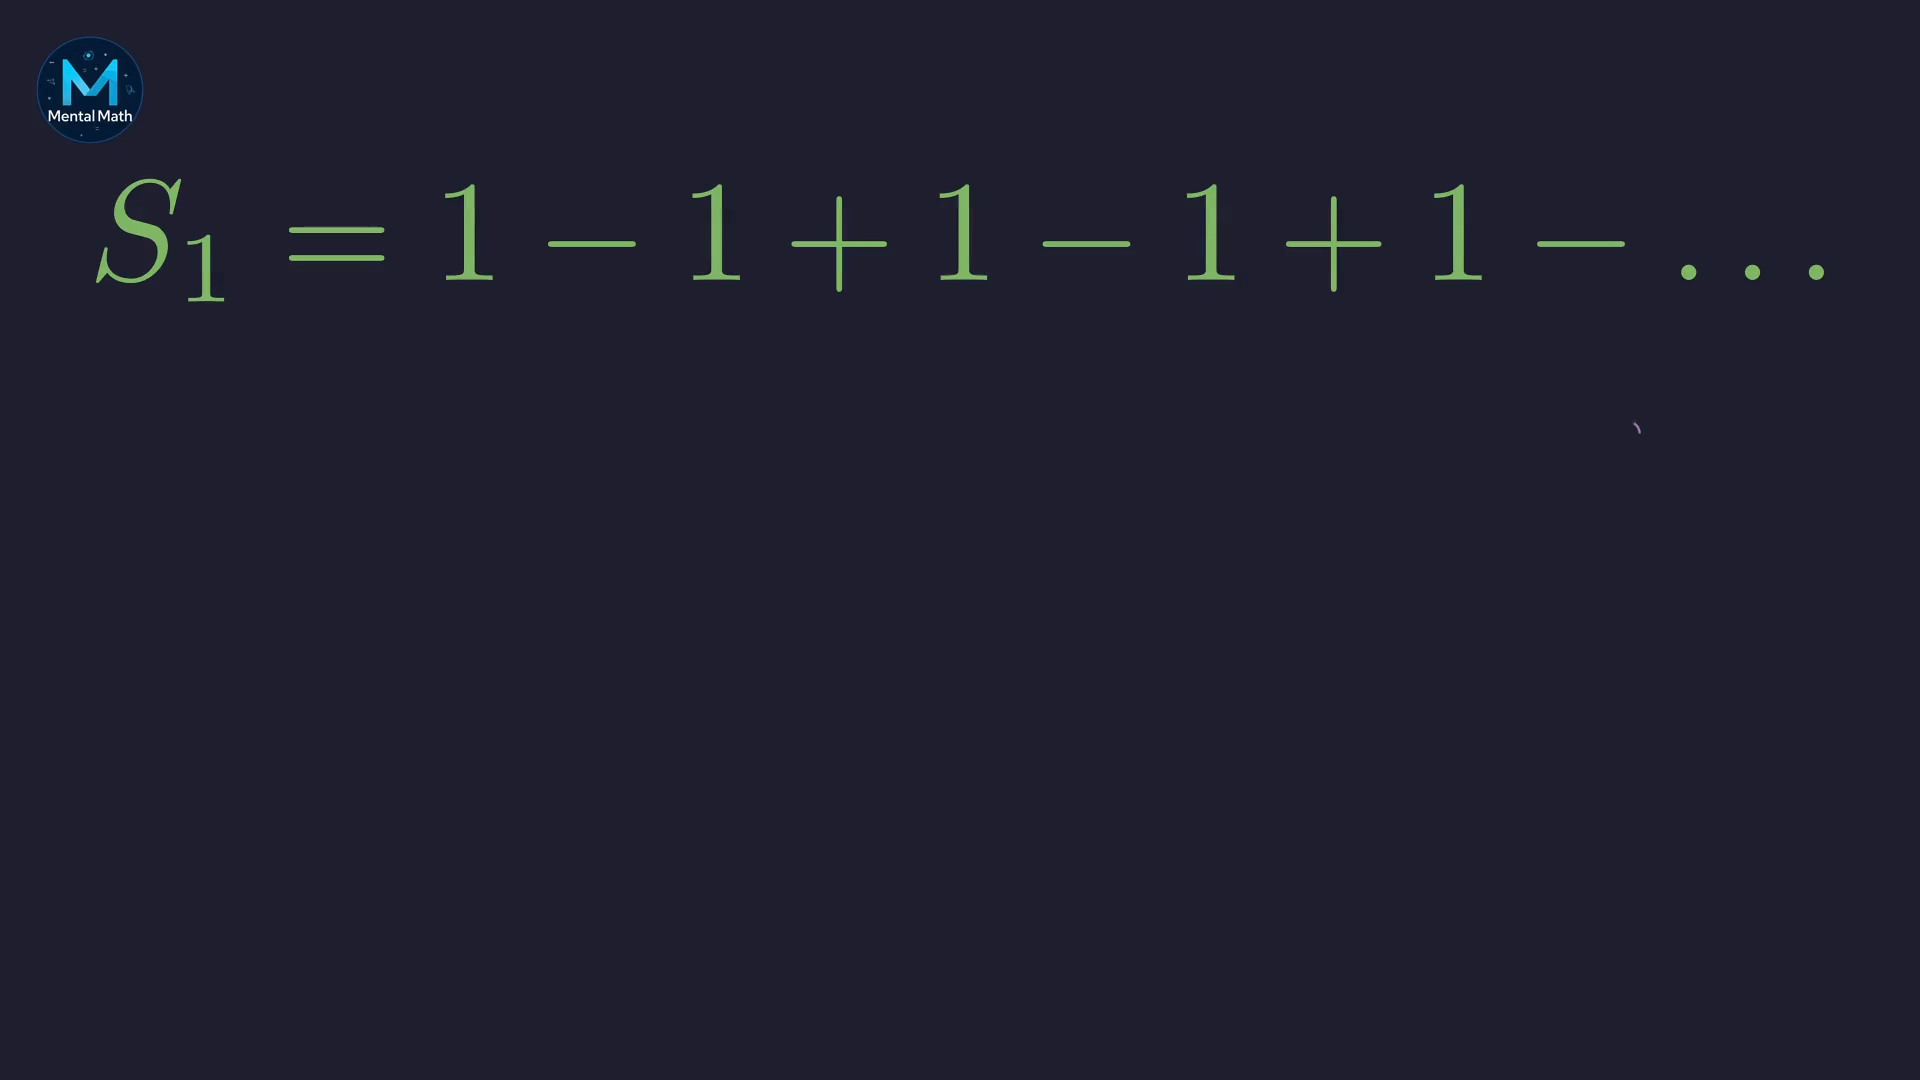 M
Mental Math
S₁ = 1 − 1 + 1 − 1 + 1 − . . .